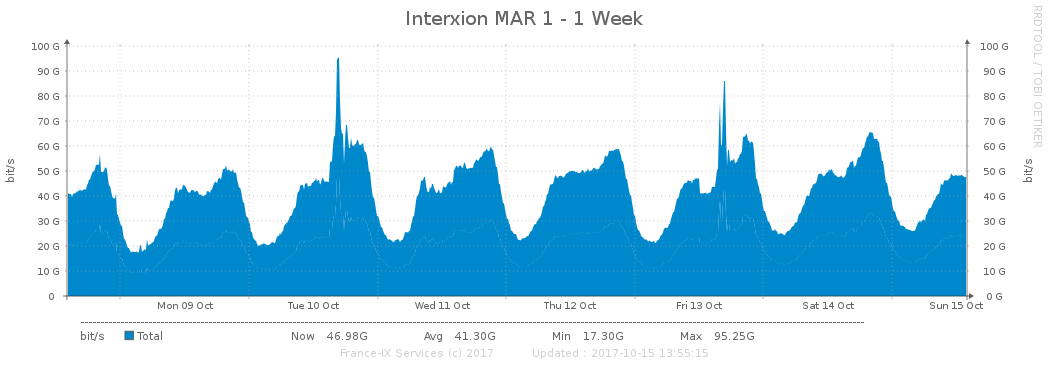 Interxion MAR 1 - 1 Week
RRDTOOL / TOBI OETIKER
bit/s
100 G 100 G
90 G 90 G
80 G 80 G
70 G 70 G
60 G 60 G
50 G 50 G
40 G 40 G
30 G 30 G
20 G 20 G
10 G 10 G
0 0 G
bit/s
Mon 09 Oct Tue 10 Oct Wed 11 Oct Thu 12 Oct Fri 13 Oct Sat 14 Oct Sun 15 Oct
bit/s Total Now 46.98G Avg 41.30G Min 17.30G Max 95.25G
France-IX Services (c) 2017 Updated : 2017-10-15 13:55:15